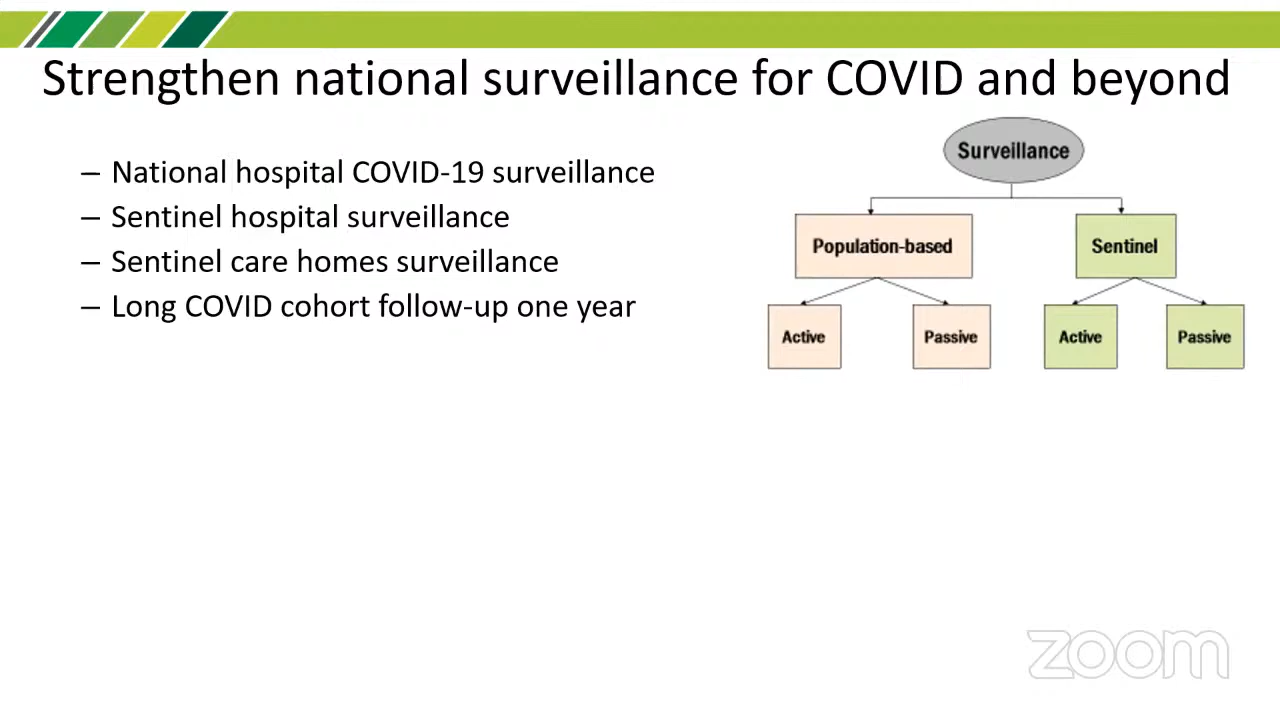 Strengthen national surveillance for COVID and beyond
– National hospital COVID-19 surveillance
– Sentinel hospital surveillance
– Sentinel care homes surveillance
– Long COVID cohort follow-up one year
Surveillance
Population-based
Sentinel
Active
Passive
Active
Passive
zoom